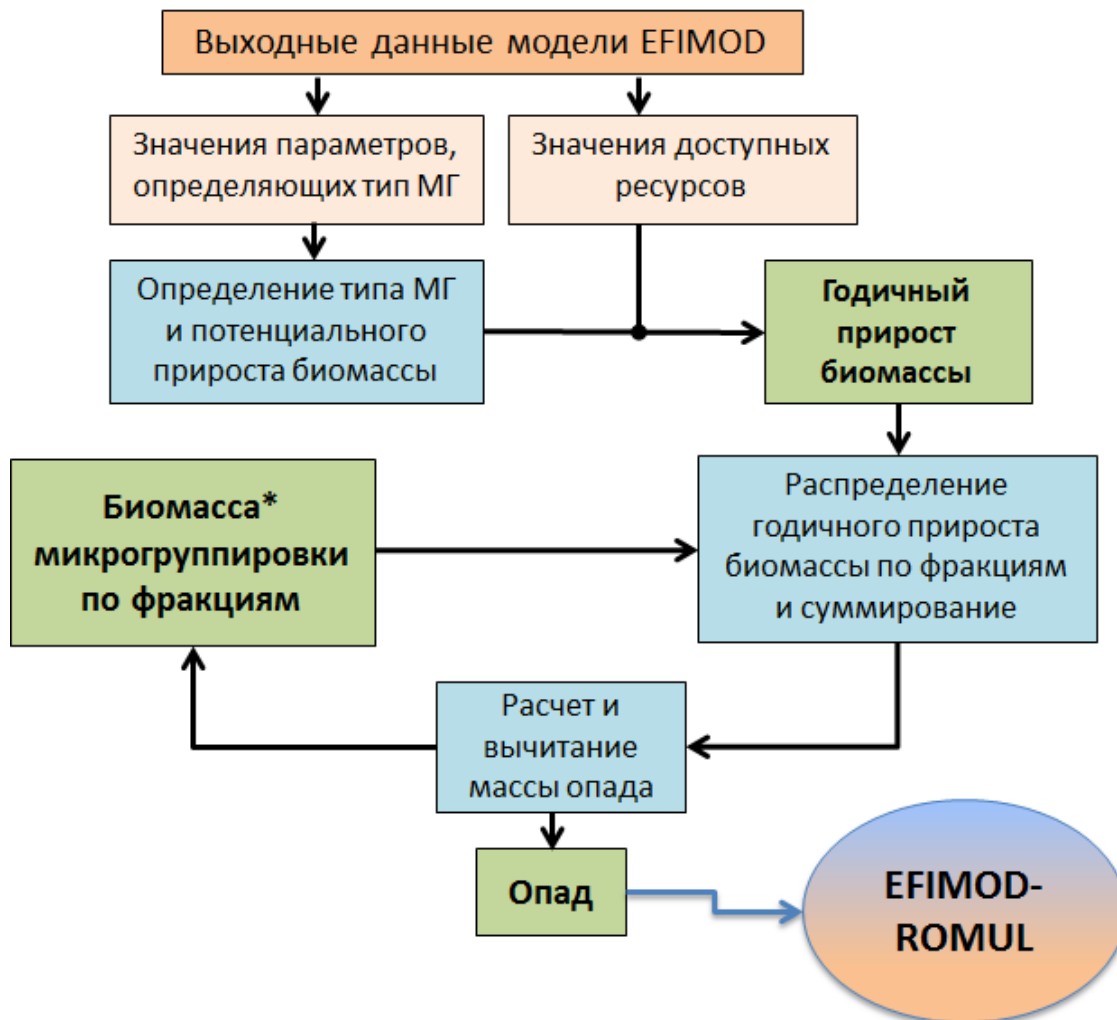 Выходные данные модели EFIMOD
Значения параметров,
определяющих тип МГ
Значения доступных
ресурсов
Определение типа МГ
и потенциального
прироста биомассы
Годичный
прирост
биомассы
Биомасса*
микрогруппировки
по фракциям
Распределение
годичного прироста
биомассы по фракциям
и суммирование
Расчет и
вычитание
массы опада
Опад
EFIMOD-
ROMUL